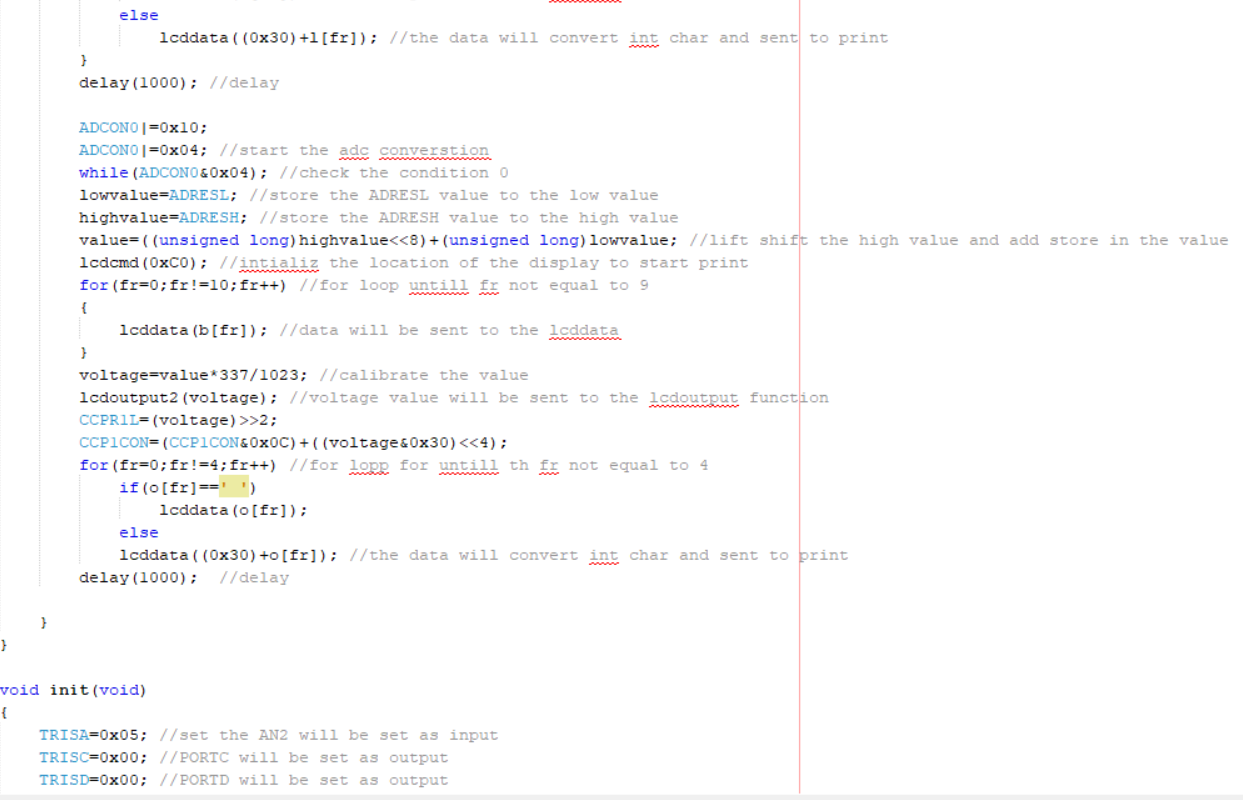 else
lcddata((0x30)+l[fr]); //the data will convert int char and sent to print
}
delay(1000); //delay
ADCON0|=0x10;
ADCON0|=0x04; //start the adc converstion
while(ADCON0&0x04); //check the condition 0
lowvalue=ADRESL; //store the ADRESL value to the low value
highvalue=ADRESH; //store the ADRESH value to the high value
value=((unsigned long)highvalue<<8)+(unsigned long)lowvalue; //lift shift the high value and add store in the value
lcdcmd(0xC0); //intializ the location of the display to start print
for(fr=0;fr!=10;fr++) //for loop untill fr not equal to 9
{
lcddata(b[fr]); //data will be sent to the lcddata
}
voltage=value*337/1023; //calibrate the value
lcdoutput2(voltage); //voltage value will be sent to the lcdoutput function
CCPR1L=(voltage)>>2;
CCP1CON=(CCP1CON&0x0C)+((voltage&0x30)<<4);
for(fr=0;fr!=4;fr++) //for lopp for untill th fr not equal to 4
if(o[fr]==' ')
lcddata(o[fr]);
else
lcddata((0x30)+o[fr]); //the data will convert int char and sent to print
delay(1000);  //delay
}
}
void init(void)
{
TRISA=0x05; //set the AN2 will be set as input
TRISC=0x00; //PORTC will be set as output
TRISD=0x00; //PORTD will be set as output